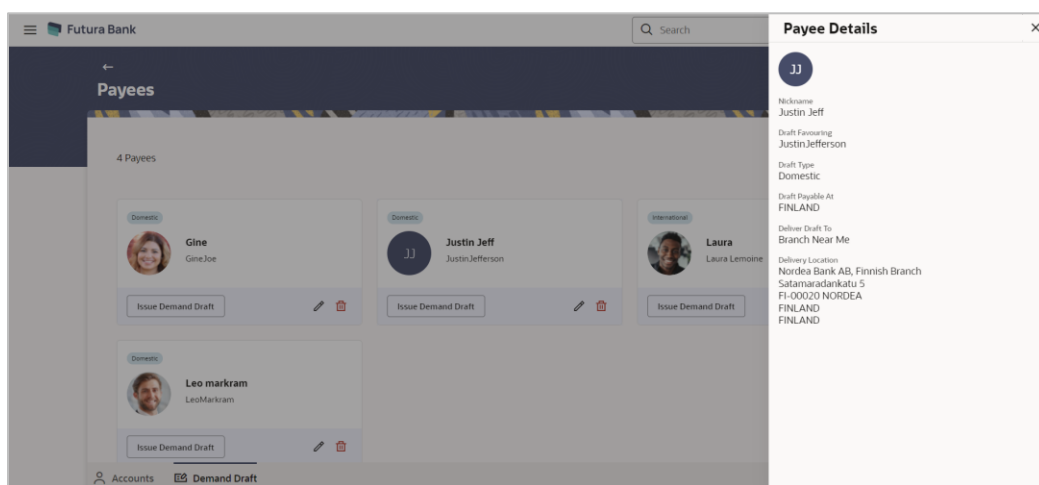 Futura Bank
Search
Payees
4 Payees
Domestic
Gine
GineJoe
Issue Demand Draft
Domestic
JJ
Justin Jeff
JustinJefferson
Issue Demand Draft
International
Laura
Laura Lemoine
Issue Demand Draft
Domestic
Leo markram
LeoMarkram
Issue Demand Draft
Accounts
Demand Draft
Payee Details
JJ
Nickname
Justin Jeff
Draft Favouring
JustinJefferson
Draft Type
Domestic
Draft Payable At
FINLAND
Deliver Draft To
Branch Near Me
Delivery Location
Nordea Bank AB, Finnish Branch
Satamaradankatu 5
FI-00020 NORDEA
FINLAND
FINLAND